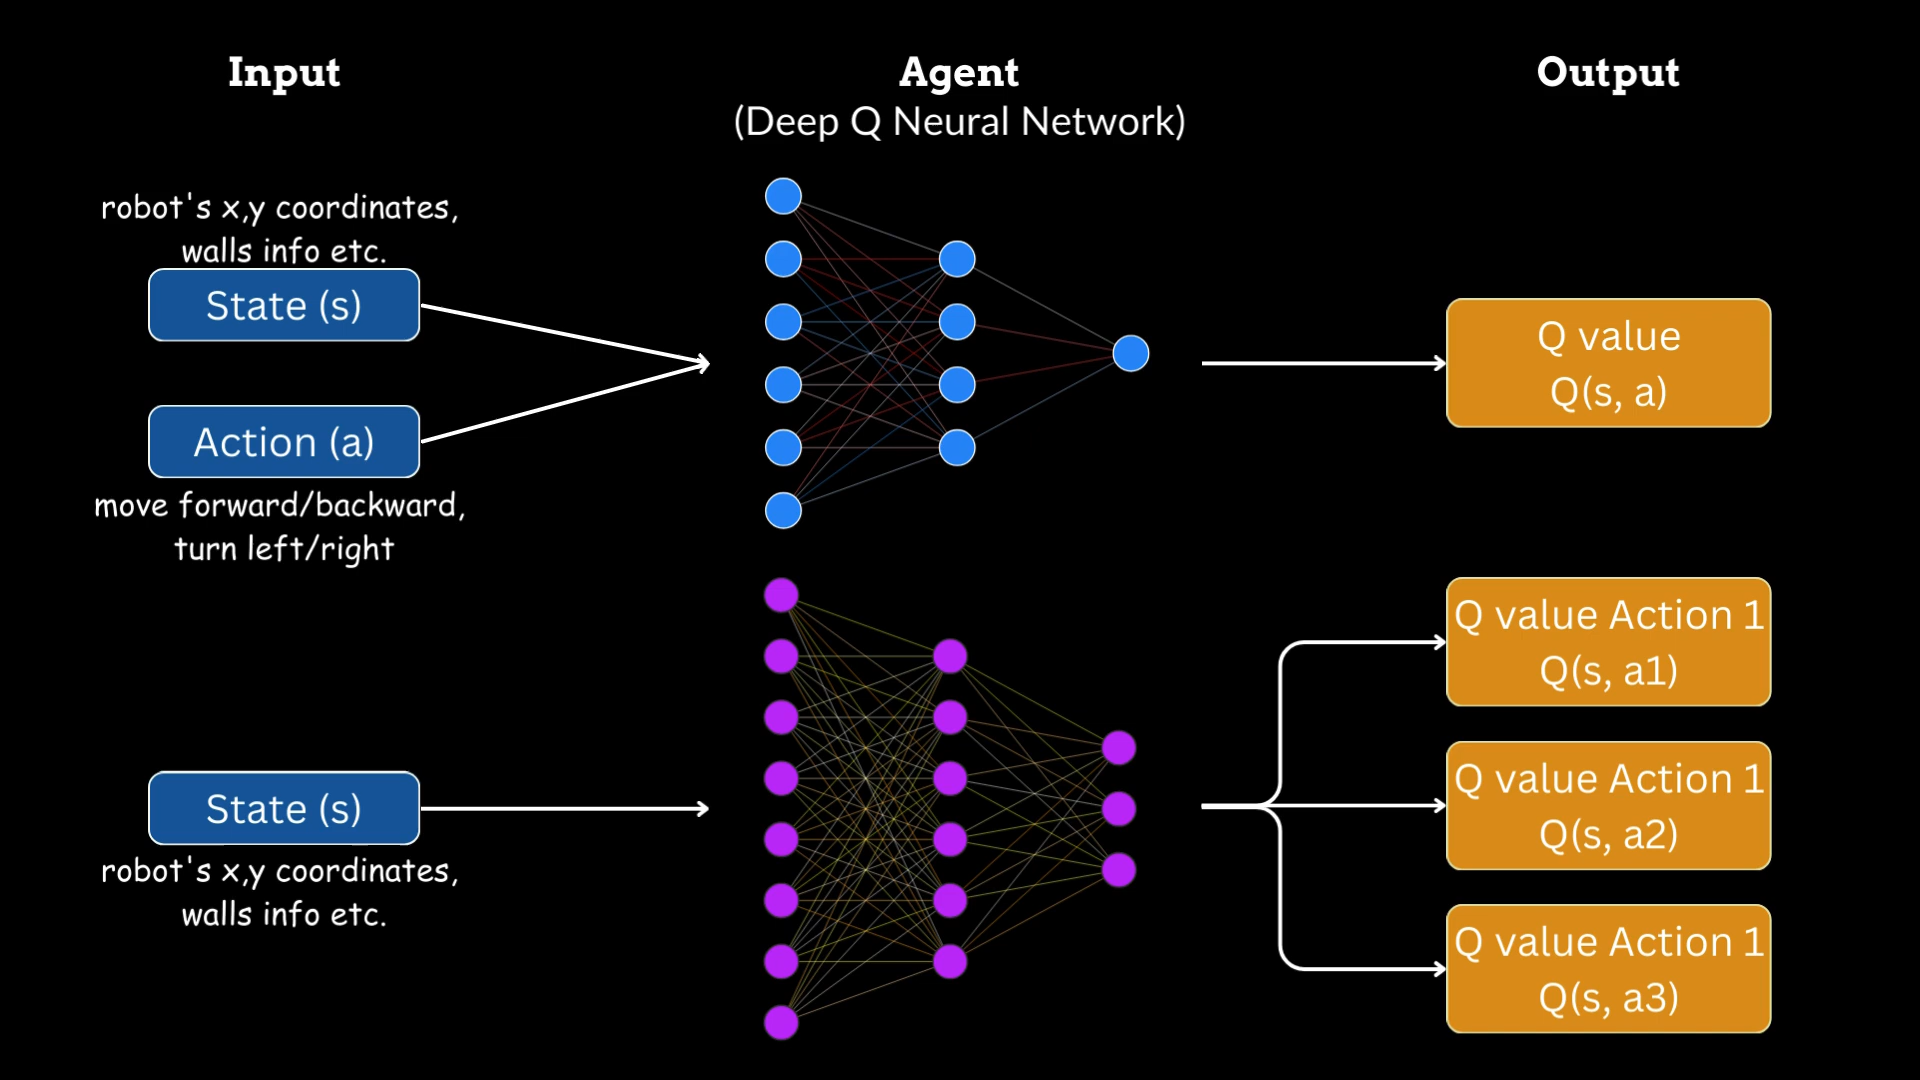 Input
Agent
(Deep Q Neural Network)
Output
robot's x,y coordinates,
walls info etc.
State (s)
Action (a)
move forward/backward,
turn left/right
Q value
Q(s, a)
State (s)
robot's x,y coordinates,
walls info etc.
Q value Action 1
Q(s, a1)
Q value Action 1
Q(s, a2)
Q value Action 1
Q(s, a3)